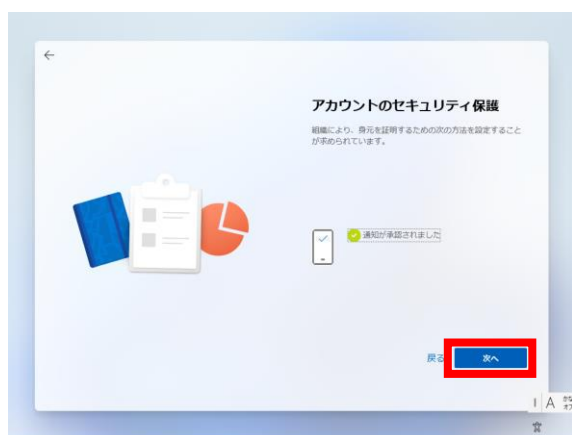 アカウントのセキュリティ保護
組織により、身元を証明するための次の方法を設定すること
が求められています。
通知が承認されました
戻る
次へ
A